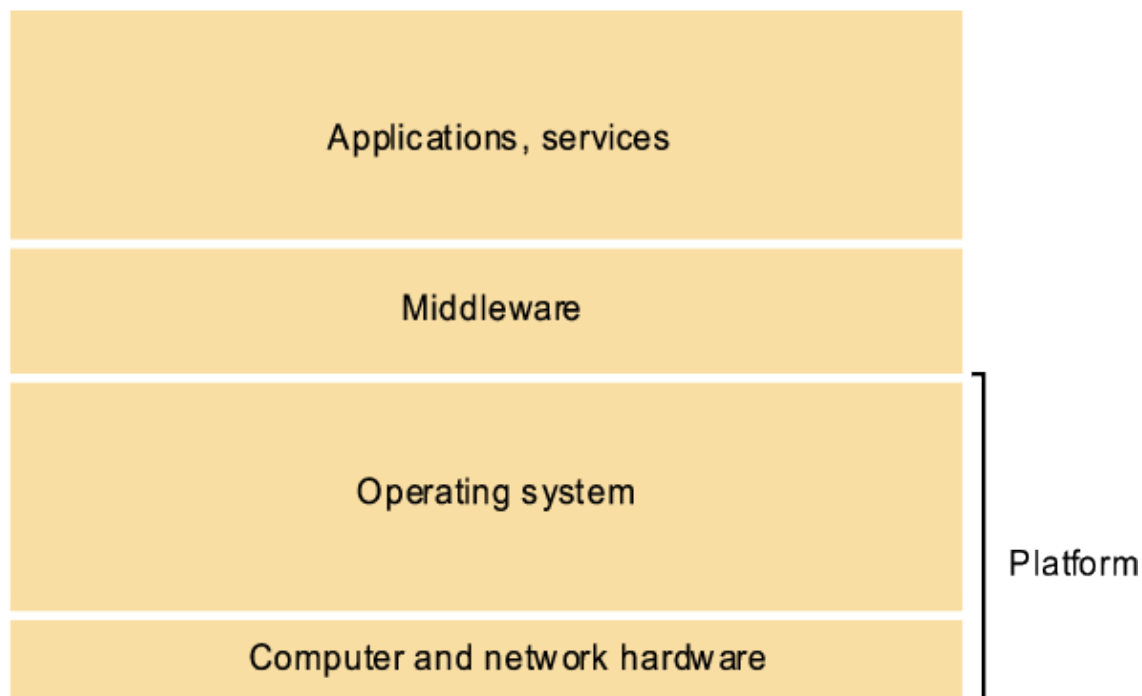 Applications, services
Middleware
Operating system
Platform
Computer and network hardware